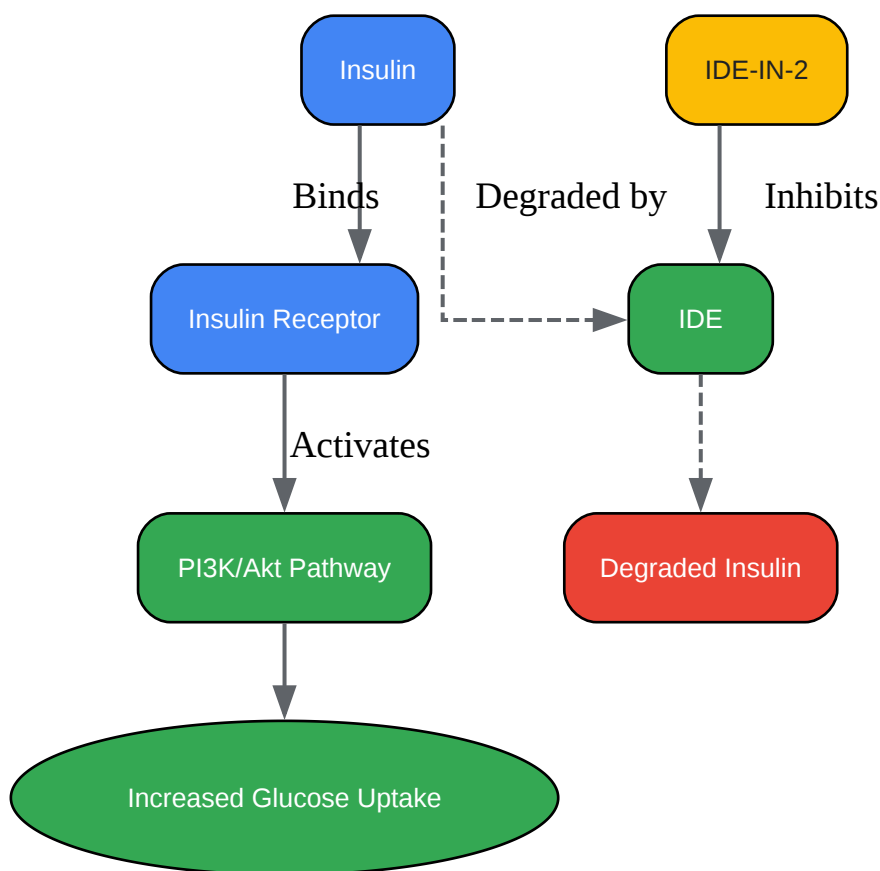 Insulin
IDE-IN-2
Binds
Degraded by
Inhibits
Insulin Receptor
IDE
Activates
PI3K/Akt Pathway
Degraded Insulin
Increased Glucose Uptake